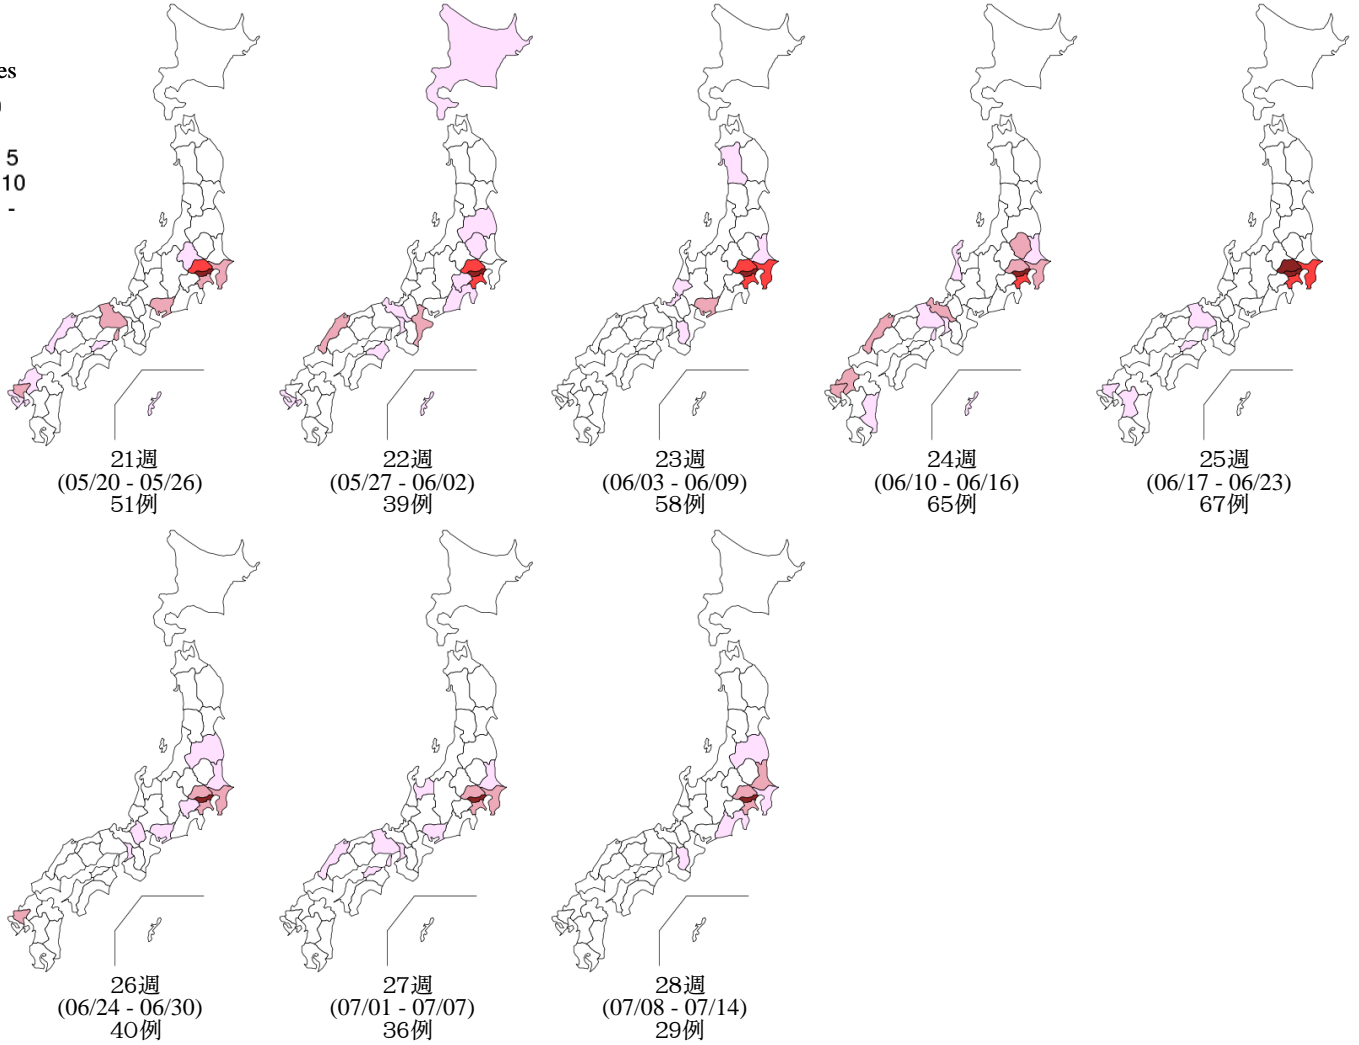 5
10
-
21週
(05/20 - 05/26)
51例
22週
(05/27 - 06/02)
39例
23週
(06/03 - 06/09)
58例
24週
(06/10 - 06/16)
65例
25週
(06/17 - 06/23)
67例
26週
(06/24 - 06/30)
40例
27週
(07/01 - 07/07)
36例
28週
(07/08 - 07/14)
29例